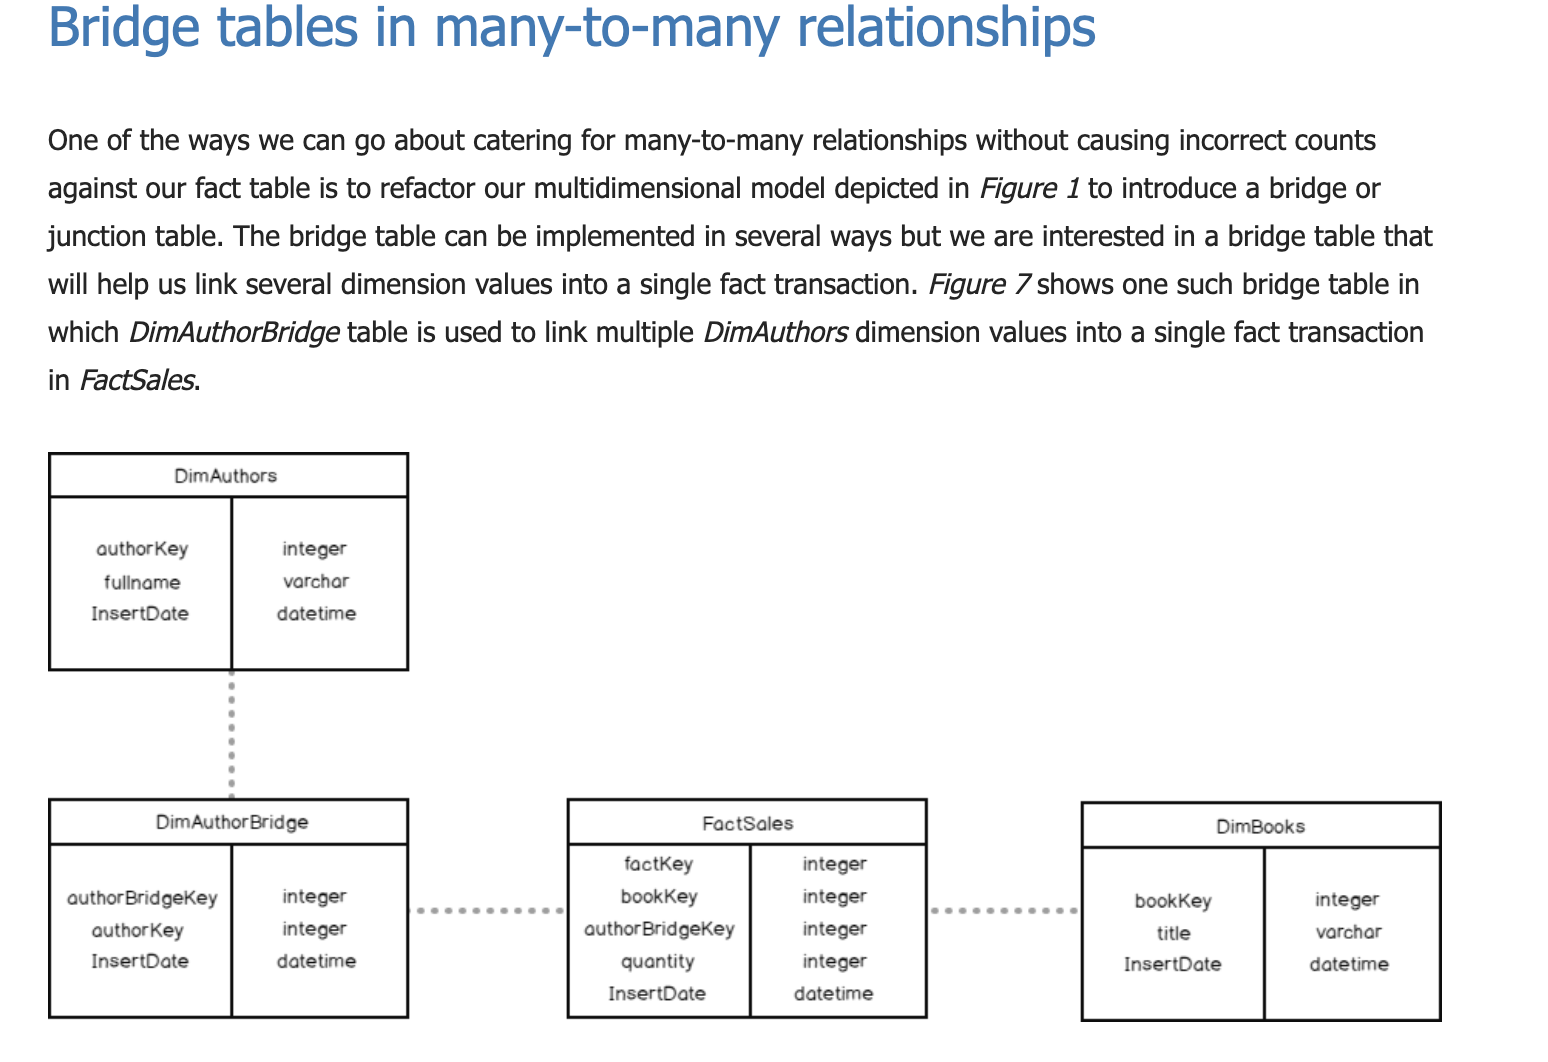 Bridge tables in many-to-many relationships
One of the ways we can go about catering for many-to-many relationships without causing incorrect counts
against our fact table is to refactor our multidimensional model depicted in Figure 1 to introduce a bridge or
junction table. The bridge table can be implemented in several ways but we are interested in a bridge table that
will help us link several dimension values into a single fact transaction. Figure 7 shows one such bridge table in
which DimAuthorBridge table is used to link multiple DimAuthors dimension values into a single fact transaction
in FactSales.
DimAuthors
authorKey integer
fullname varchar
InsertDate datetime
DimAuthorBridge
authorBridgeKey integer
authorKey integer
InsertDate datetime
FactSales
factKey integer
bookKey integer
authorBridgeKey integer
quantity integer
InsertDate datetime
DimBooks
bookKey integer
title varchar
InsertDate datetime